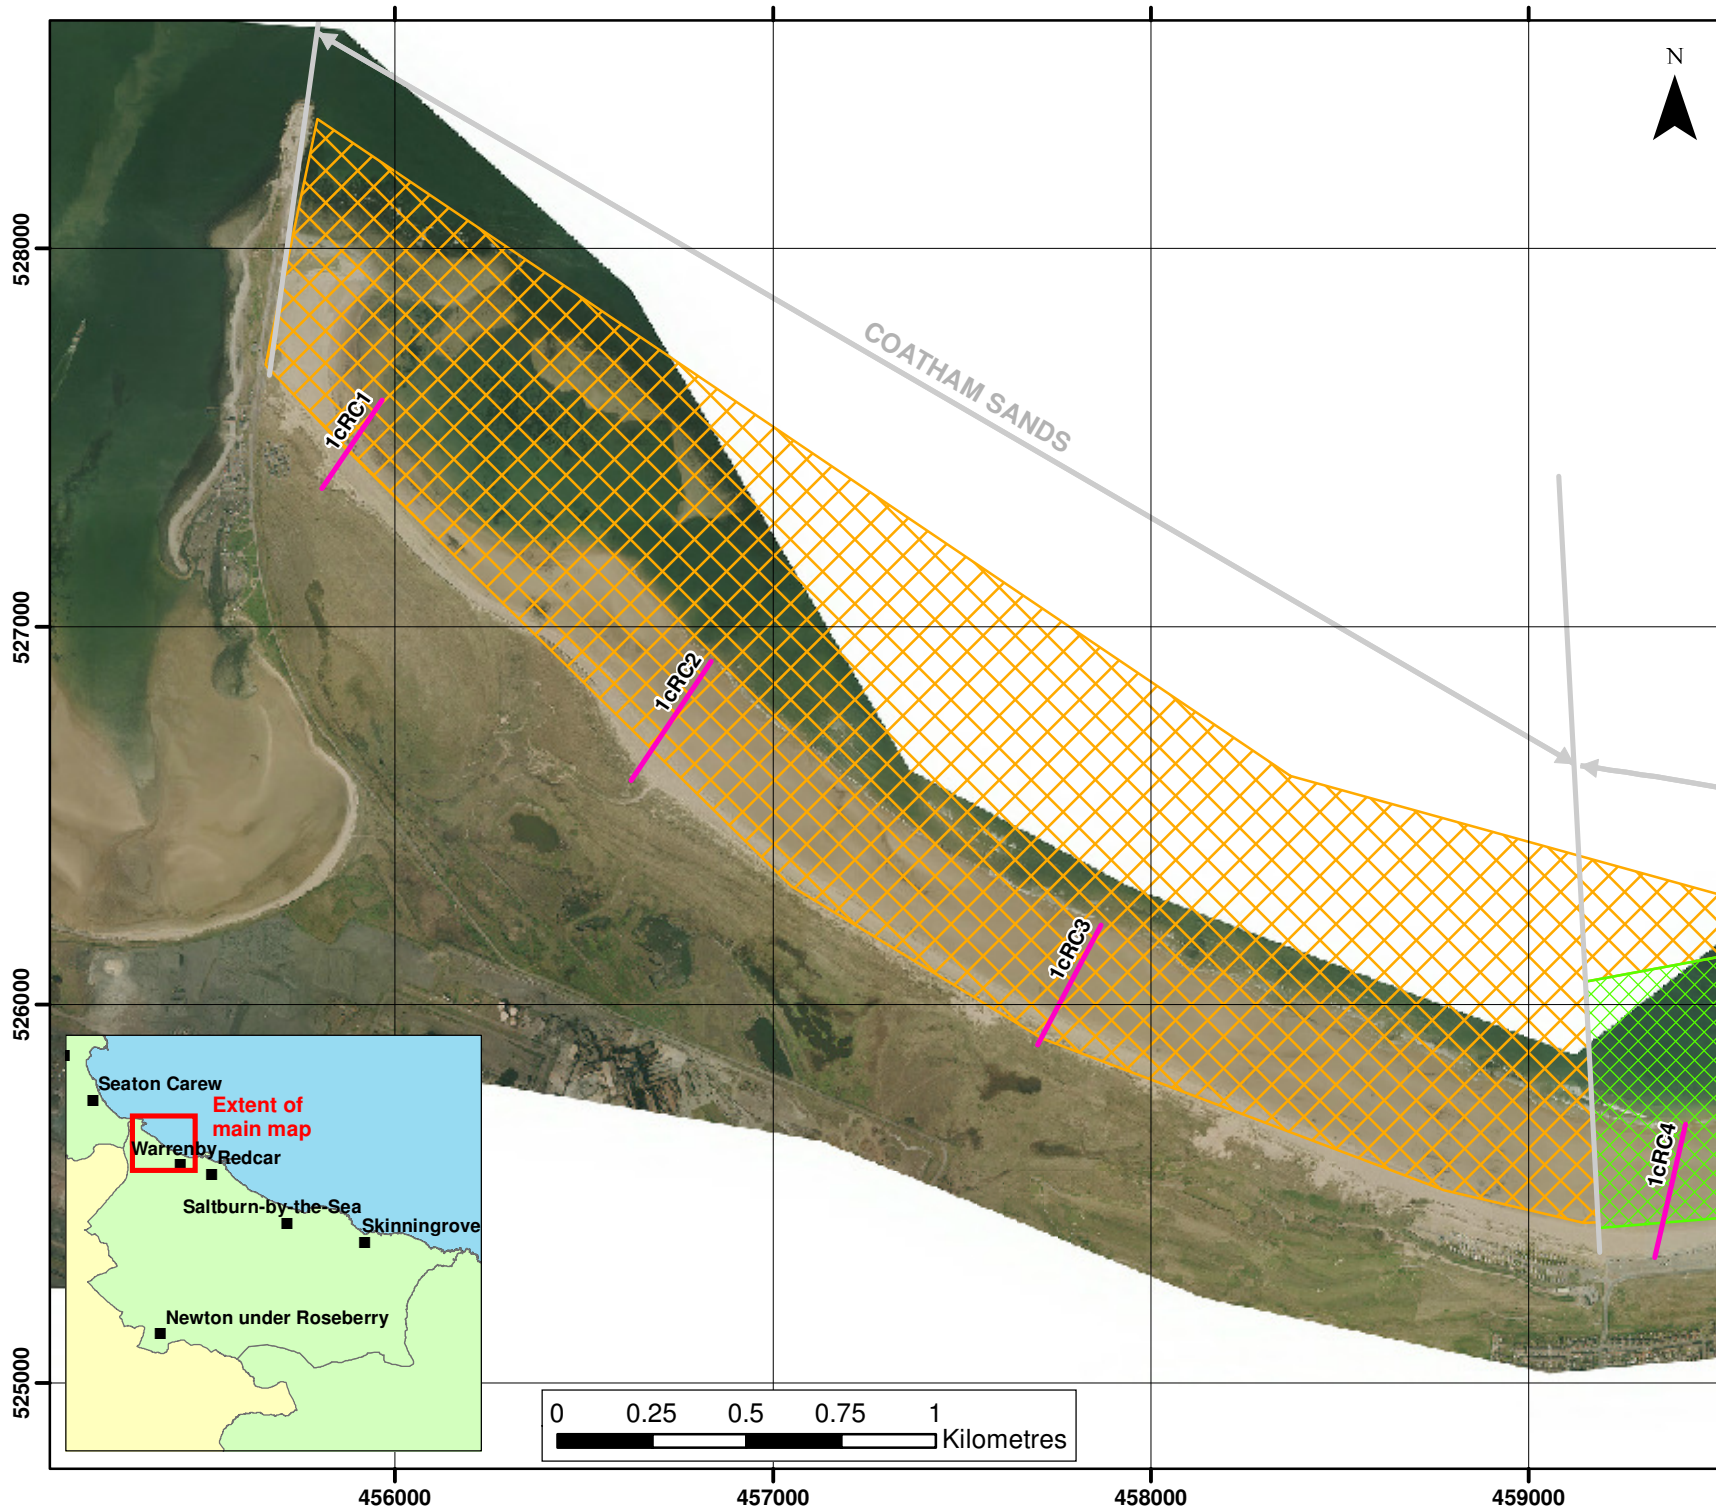 N
528000
COATHAM SANDS
1cRC1
527000
1cRC2
1cRC3
526000
1cRC4
Seaton Carew
Extent of
main map
Warrenby
Redcar
Saltburn-by-the-Sea
Skinningrove
Newton under Roseberry
525000
0 0.25 0.5 0.75 1
Kilometres
456000 457000 458000 459000